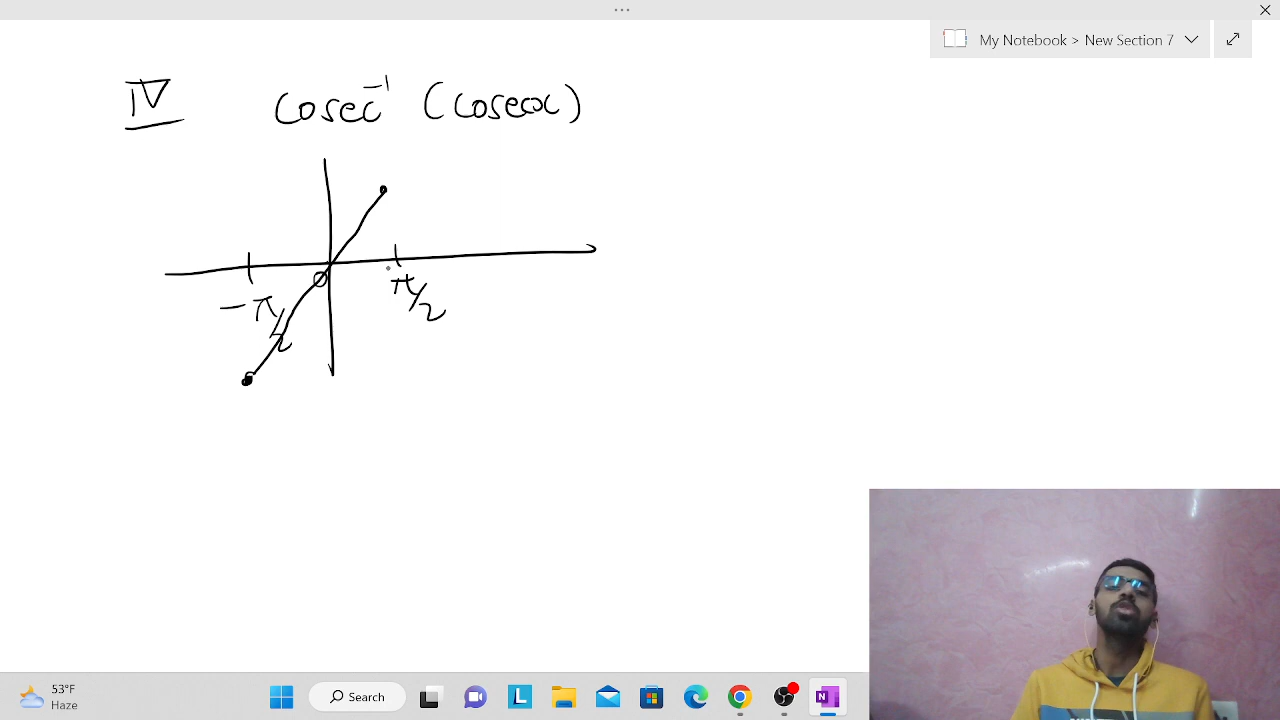 My Notebook > New Section 7
IV cosec⁻¹ (cosecx)
-π/2
π/2
53°F
Haze
Search